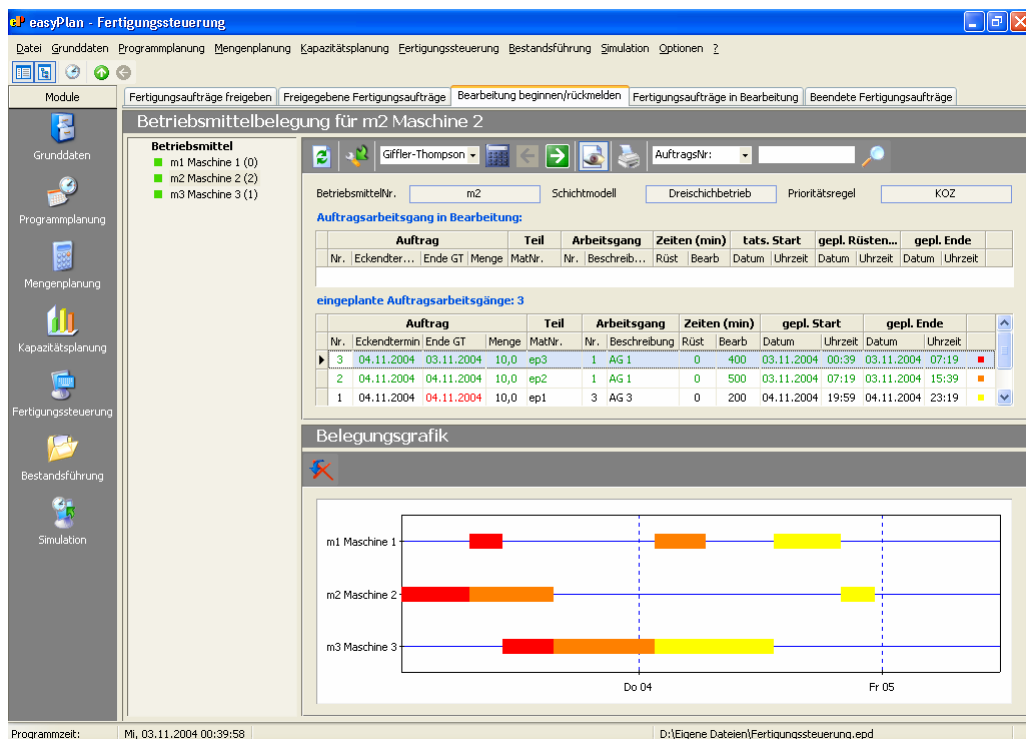 eP easyPlan - Fertigungssteuerung
Datei Grunddaten Programmplanung Mengenplanung Kapazitätsplanung Fertigungssteuerung Bestandsführung Simulation Optionen ?
Module
Fertigungsaufträge freigeben Freigegebene Fertigungsaufträge Bearbeitung beginnen/rückmelden Fertigungsaufträge in Bearbeitung Beendete Fertigungsaufträge
Betriebsmittelbelegung für m2 Maschine 2
Grunddaten
Programmplanung
Mengenplanung
Kapazitätsplanung
Fertigungssteuerung
Bestandsführung
Simulation
Betriebsmittel
m1 Maschine 1 (0)
m2 Maschine 2 (2)
m3 Maschine 3 (1)
Giffler-Thompson AuftragsNr:
BetriebsmittelNr. m2 Schichtmodell Dreischichbetrieb Prioritätsregel KOZ
Auftragsarbeitsgang in Bearbeitung:
Auftrag Teil Arbeitsgang Zeiten (min) tats. Start gepl. Rüsten... gepl. Ende
Nr. Eckendter... Ende GT Menge MatNr. Nr. Beschreib... Rüst Bearb Datum Uhrzeit Datum Uhrzeit Datum Uhrzeit
eingeplante Auftragsarbeitsgänge: 3
Auftrag Teil Arbeitsgang Zeiten (min) gepl. Start gepl. Ende
Nr. Eckendtermin Ende GT Menge MatNr. Nr. Beschreibung Rüst Bearb Datum Uhrzeit Datum Uhrzeit
3 04.11.2004 03.11.2004 10,0 ep3 1 AG 1 0 400 03.11.2004 00:39 03.11.2004 07:19
2 04.11.2004 04.11.2004 10,0 ep2 1 AG 1 0 500 03.11.2004 07:19 03.11.2004 15:39
1 04.11.2004 04.11.2004 10,0 ep1 3 AG 3 0 200 04.11.2004 19:59 04.11.2004 23:19
Belegungsgrafik
m1 Maschine 1
m2 Maschine 2
m3 Maschine 3
Do 04 Fr 05
Programmzeit: Mi, 03.11.2004 00:39:58 D:\Eigene Dateien\Fertigungssteuerung.epd